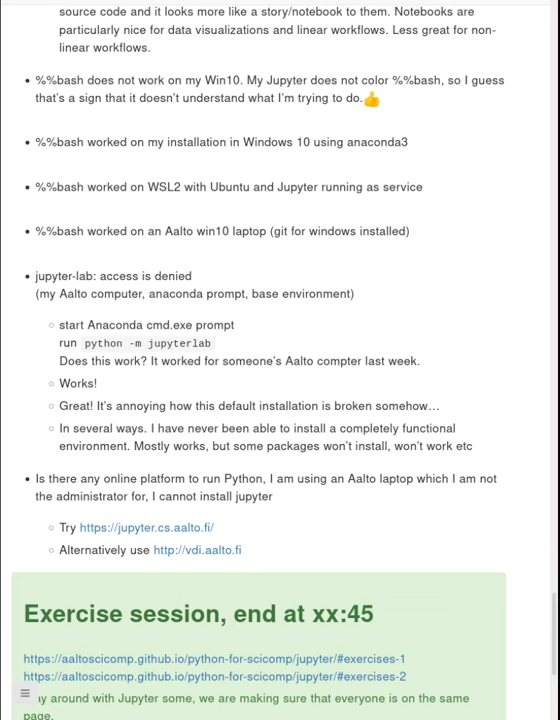 source code and it looks more like a story/notebook to them. Notebooks are
particularly nice for data visualizations and linear workflows. Less great for non-
linear workflows.
• %%bash does not work on my Win10. My Jupyter does not color %%bash, so I guess
that’s a sign that it doesn’t understand what I’m trying to do.👍
• %%bash worked on my installation in Windows 10 using anaconda3
• %%bash worked on WSL2 with Ubuntu and Jupyter running as service
• %%bash worked on an Aalto win10 laptop (git for windows installed)
• jupyter-lab: access is denied
(my Aalto computer, anaconda prompt, base environment)
◦ start Anaconda cmd.exe prompt
run python -m jupyterlab
Does this work? It worked for someone’s Aalto compter last week.
◦ Works!
◦ Great! It’s annoying how this default installation is broken somehow…
◦ In several ways. I have never been able to install a completely functional
environment. Mostly works, but some packages won’t install, won’t work etc
• Is there any online platform to run Python, I am using an Aalto laptop which I am not
the administrator for, I cannot install jupyter
◦ Try https://jupyter.cs.aalto.fi/
◦ Alternatively use http://vdi.aalto.fi
Exercise session, end at xx:45
https://aaltoscicomp.github.io/python-for-scicomp/jupyter/#exercises-1
https://aaltoscicomp.github.io/python-for-scicomp/jupyter/#exercises-2
ay around with Jupyter some, we are making sure that everyone is on the same
page.